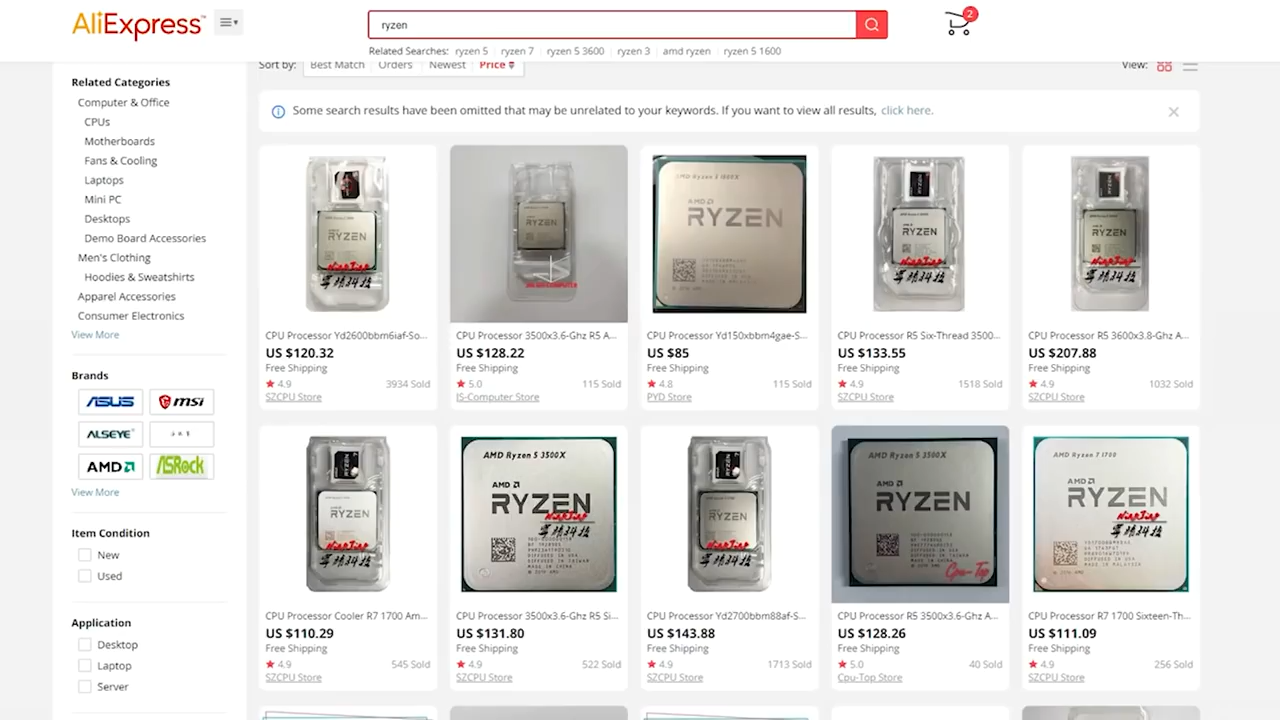 AliExpress™
2
ryzen
Related Searches: ryzen 5 ryzen 7 ryzen 5 3600 ryzen 3 amd ryzen ryzen 5 1600
Sort by: Best Match Orders Newest Price
View:
Related Categories
Computer & Office
CPUs
Motherboards
Fans & Cooling
Laptops
Mini PC
Desktops
Demo Board Accessories
Men's Clothing
Hoodies & Sweatshirts
Apparel Accessories
Consumer Electronics
View More
Brands
ASUS msi
ALSEYE
AMD ASRock
View More
Item Condition
New
Used
Application
Desktop
Laptop
Server
Some search results have been omitted that may be unrelated to your keywords. If you want to view all results, click here.
RYZEN
RYZEN
AMD
RYZEN
RYZEN
RYZEN
CPU Processor Yd2600bbm6iaf-So...
US $120.32
Free Shipping
4.9 3934 Sold
SZCPU Store
CPU Processor 3500x3.6-Ghz R5 A...
US $128.22
Free Shipping
5.0 115 Sold
IS-Computer Store
CPU Processor Yd150xbbm4gae-S...
US $85
Free Shipping
4.8 115 Sold
PYD Store
CPU Processor R5 Six-Thread 3500...
US $133.55
Free Shipping
4.9 1518 Sold
SZCPU Store
CPU Processor R5 3600x3.8-Ghz A...
US $207.88
Free Shipping
4.9 1032 Sold
SZCPU Store
RYZEN
AMD Ryzen 5 3500X
AMD
RYZEN
NingJing
RYZEN
AMD Ryzen 5 3500X
AMD
RYZEN
Cpu-Top
AMD Ryzen 7 1700
AMD
RYZEN
NingJing
CPU Processor Cooler R7 1700 Am...
US $110.29
Free Shipping
4.9 545 Sold
SZCPU Store
CPU Processor 3500x3.6-Ghz R5 Si...
US $131.80
Free Shipping
4.9 522 Sold
SZCPU Store
CPU Processor Yd2700bbm88af-S...
US $143.88
Free Shipping
4.9 1713 Sold
SZCPU Store
CPU Processor R5 3500x3.6-Ghz A...
US $128.26
Free Shipping
5.0 40 Sold
Cpu-Top Store
CPU Processor R7 1700 Sixteen-Th...
US $111.09
Free Shipping
4.9 256 Sold
SZCPU Store